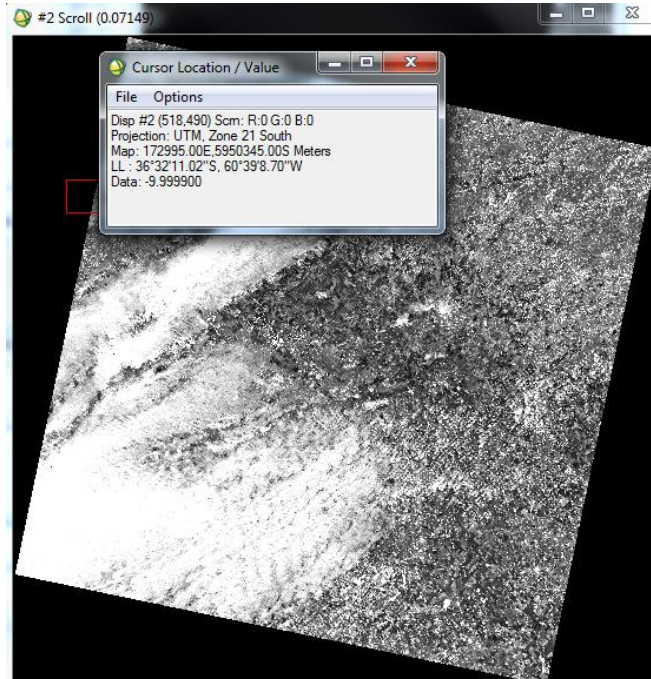 #2 Scroll (0.07149)
Cursor Location / Value
File Options
Disp #2 (518,490) Scrn: R:0 G:0 B:0
Projection: UTM, Zone 21 South
Map: 172995.00E,5950345.00S Meters
LL : 36°32'11.02"S, 60°39'8.70"W
Data: -9.999900